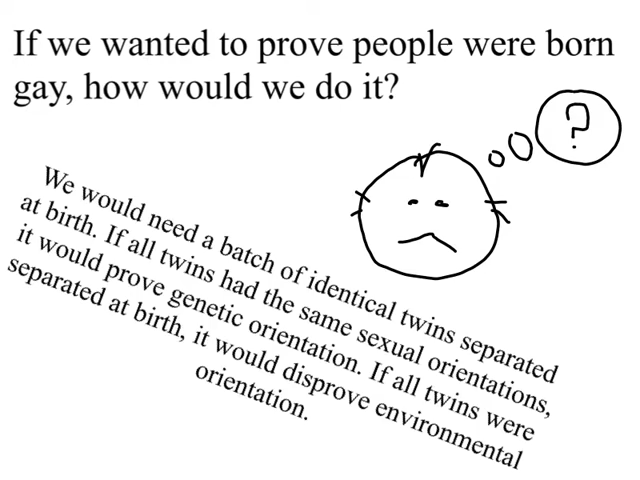 If we wanted to prove people were born
gay, how would we do it?
?
We would need a batch of identical twins separated
at birth. If all twins had the same sexual orientations,
it would prove genetic orientation. If all twins were
separated at birth, it would disprove environmental
orientation.